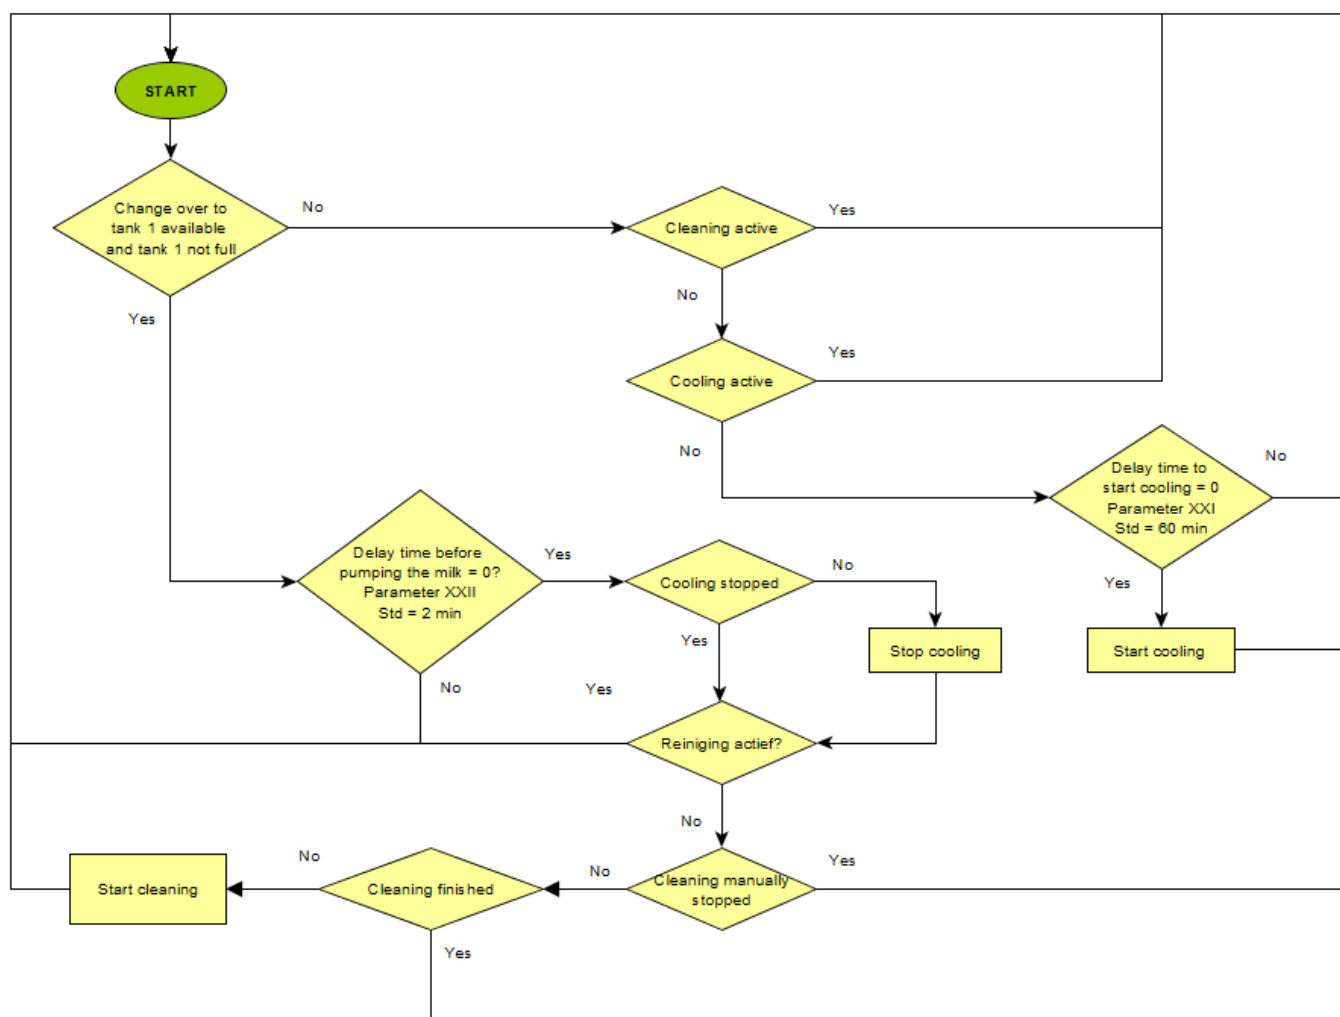 START
Change over to
tank 1 available
and tank 1 not full
No
Cleaning active
Yes
Yes
No
Cooling active
Yes
No
Delay time to
start cooling = 0
Parameter XXI
Std = 60 min
No
Delay time before
pumping the milk = 0?
Parameter XXII
Std = 2 min
Yes
Cooling stopped
No
Yes
Yes
Stop cooling
Start cooling
No
Yes
Reiniging actief?
No
Start cleaning
No
Cleaning finished
No
Cleaning manually
stopped
Yes
Yes